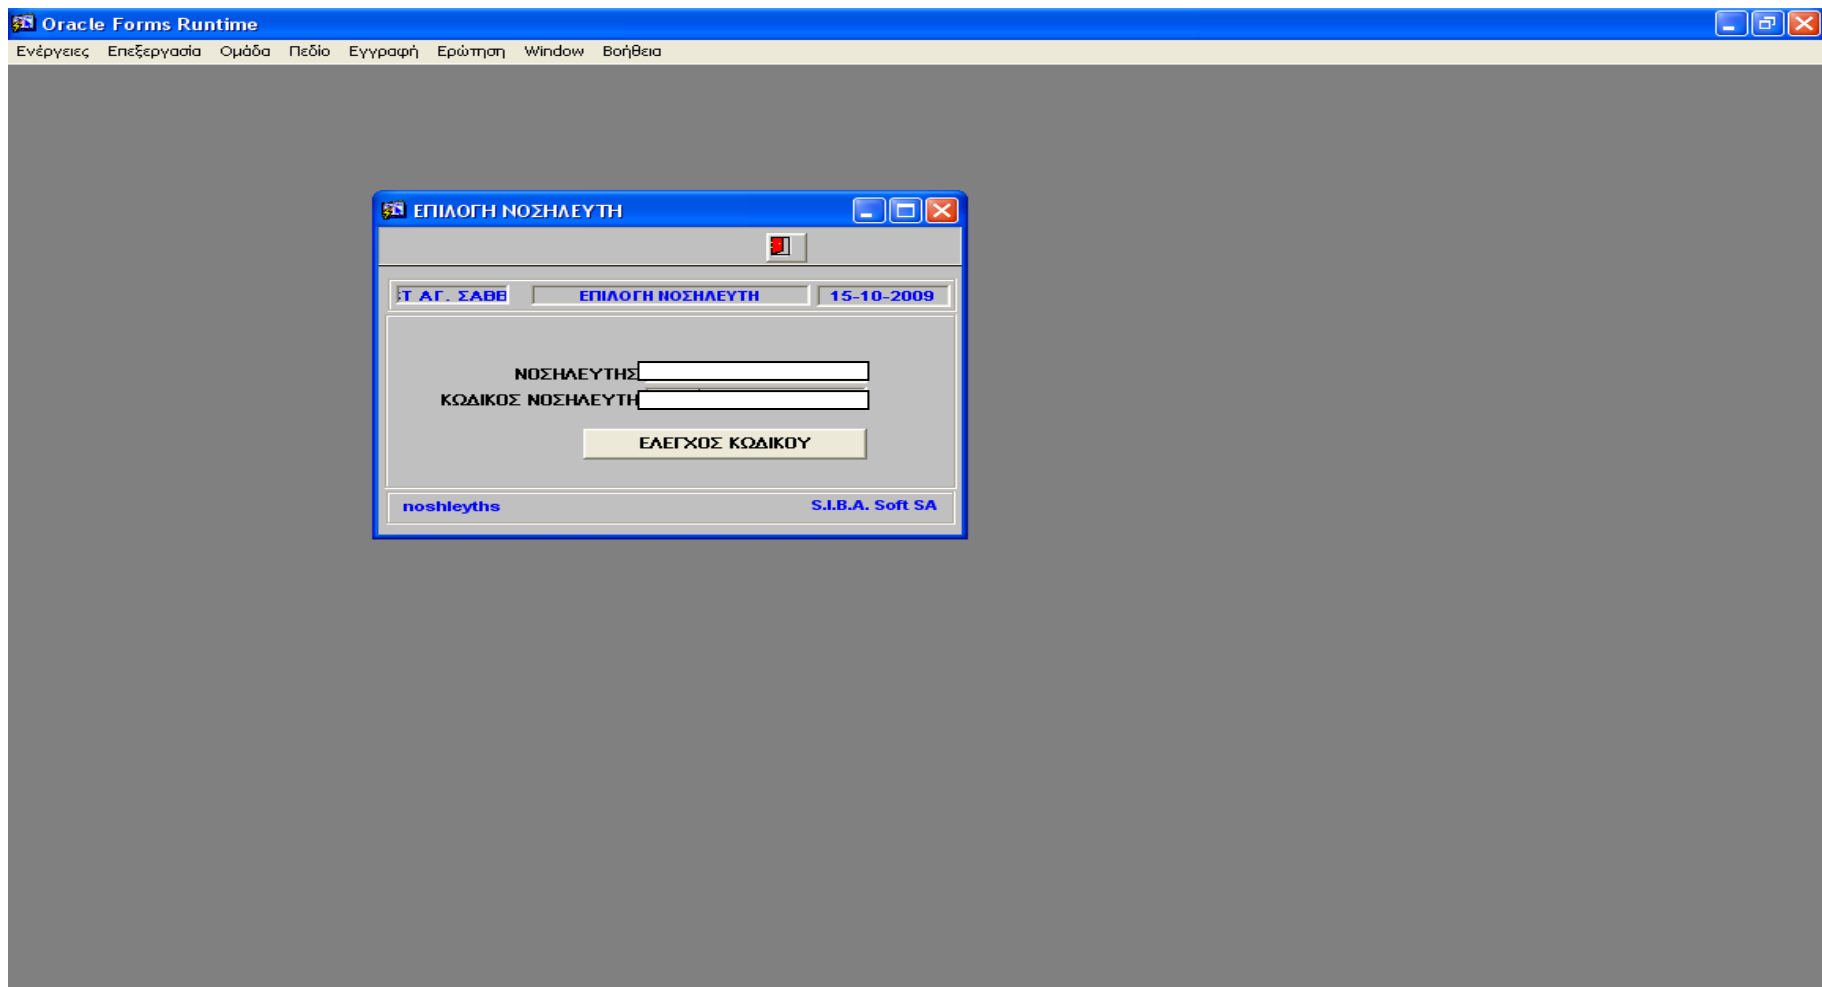 Oracle Forms Runtime
Ενέργειες Επεξεργασία Ομάδα Πεδίο Εγγραφή Ερώτηση Window Βοήθεια
ΕΠΙΛΟΓΗ ΝΟΣΗΛΕΥΤΗ
ΑΓ. ΣΑΒΒ ΕΠΙΛΟΓΗ ΝΟΣΗΛΕΥΤΗ 15-10-2009
ΝΟΣΗΛΕΥΤΗΣ
ΚΩΔΙΚΟΣ ΝΟΣΗΛΕΥΤΗ
ΕΛΕΓΧΟΣ ΚΩΔΙΚΟΥ
noshleyths S.I.B.A. Soft SA